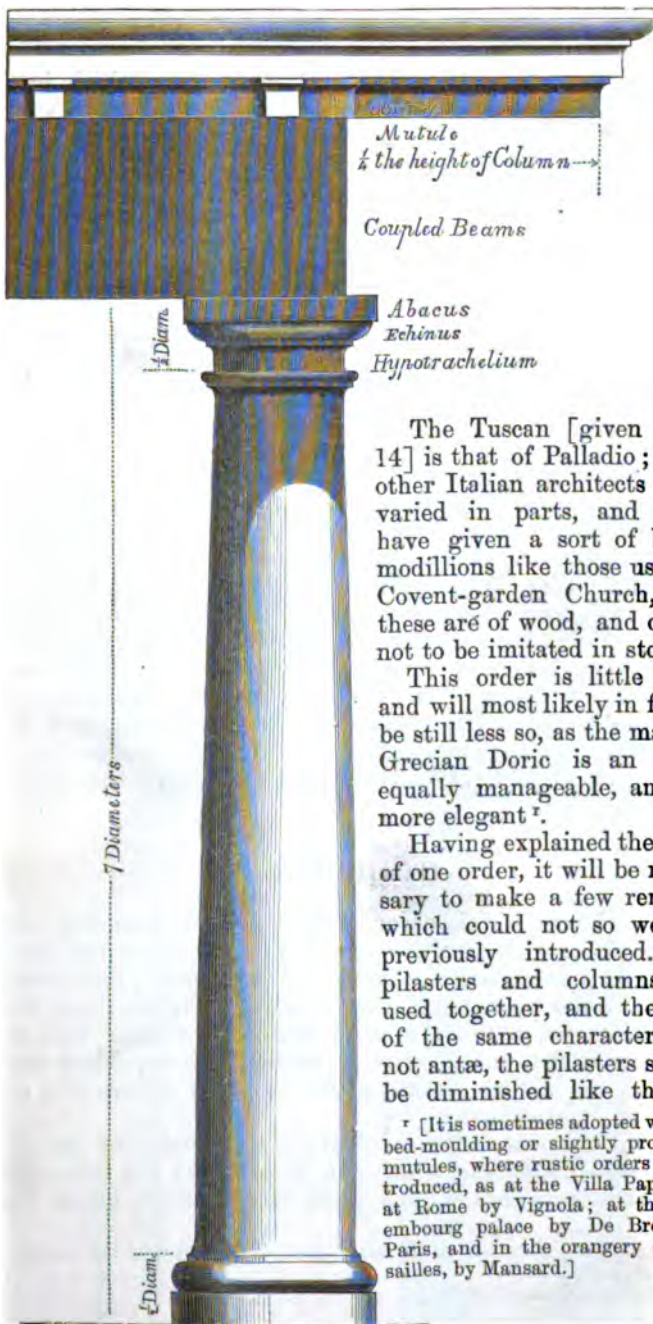 Mutule
¼ the height of Column
Coupled Beams
Abacus
Echinus
Hypotrachelium
½ Diam.
7 Diameters
½ Diam.
The Tuscan [given
14] is that of Palladio;
other Italian architects
varied in parts, and
have given a sort of
modillions like those us
Covent-garden Church,
these are of wood, and o
not to be imitated in sto
This order is little
and will most likely in f
be still less so, as the ma
Grecian Doric is an
equally manageable, an
more elegant r.
Having explained the
of one order, it will be n
sary to make a few rer
which could not so we
previously introduced.
pilasters and columns
used together, and the
of the same character
not antæ, the pilasters s
be diminished like th
r [It is sometimes adopted w
bed-moulding or slightly pro
mutules, where rustic orders
troduced, as at the Villa Pap
at Rome by Vignola; at th
embourg palace by De Bro
Paris, and in the orangery
sailles, by Mansard.]